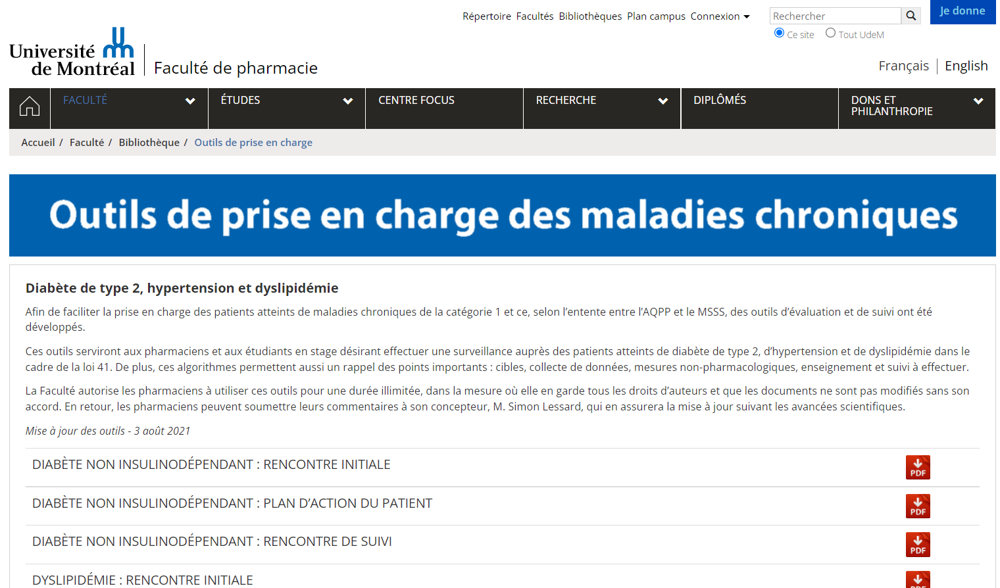 Répertoire Facultés Bibliothèques Plan campus Connexion
Rechercher
Je donne
Ce site Tout UdeM
Université de Montréal
Faculté de pharmacie
Français English
FACULTÉ
ÉTUDES
CENTRE FOCUS
RECHERCHE
DIPLÔMÉS
DONS ET
PHILANTHROPIE
Accueil / Faculté / Bibliothèque / Outils de prise en charge
Outils de prise en charge des maladies chroniques
Diabète de type 2, hypertension et dyslipidémie
Afin de faciliter la prise en charge des patients atteints de maladies chroniques de la catégorie 1 et ce, selon l’entente entre l’AQPP et le MSSS, des outils d’évaluation et de suivi ont été
développés.
Ces outils serviront aux pharmaciens et aux étudiants en stage désirant effectuer une surveillance auprès des patients atteints de diabète de type 2, d’hypertension et de dyslipidémie dans le
cadre de la loi 41. De plus, ces algorithmes permettent aussi un rappel des points importants : cibles, collecte de données, mesures non-pharmacologiques, enseignement et suivi à effectuer.
La Faculté autorise les pharmaciens à utiliser ces outils pour une durée illimitée, dans la mesure où elle en garde tous les droits d’auteurs et que les documents ne sont pas modifiés sans son
accord. En retour, les pharmaciens peuvent soumettre leurs commentaires à son concepteur, M. Simon Lessard, qui en assurera la mise à jour suivant les avancées scientifiques.
Mise à jour des outils - 3 août 2021
DIABÈTE NON INSULINODÉPENDANT : RENCONTRE INITIALE
PDF
DIABÈTE NON INSULINODÉPENDANT : PLAN D’ACTION DU PATIENT
PDF
DIABÈTE NON INSULINODÉPENDANT : RENCONTRE DE SUIVI
PDF
DYSLIPIDÉMIE : RENCONTRE INITIALE